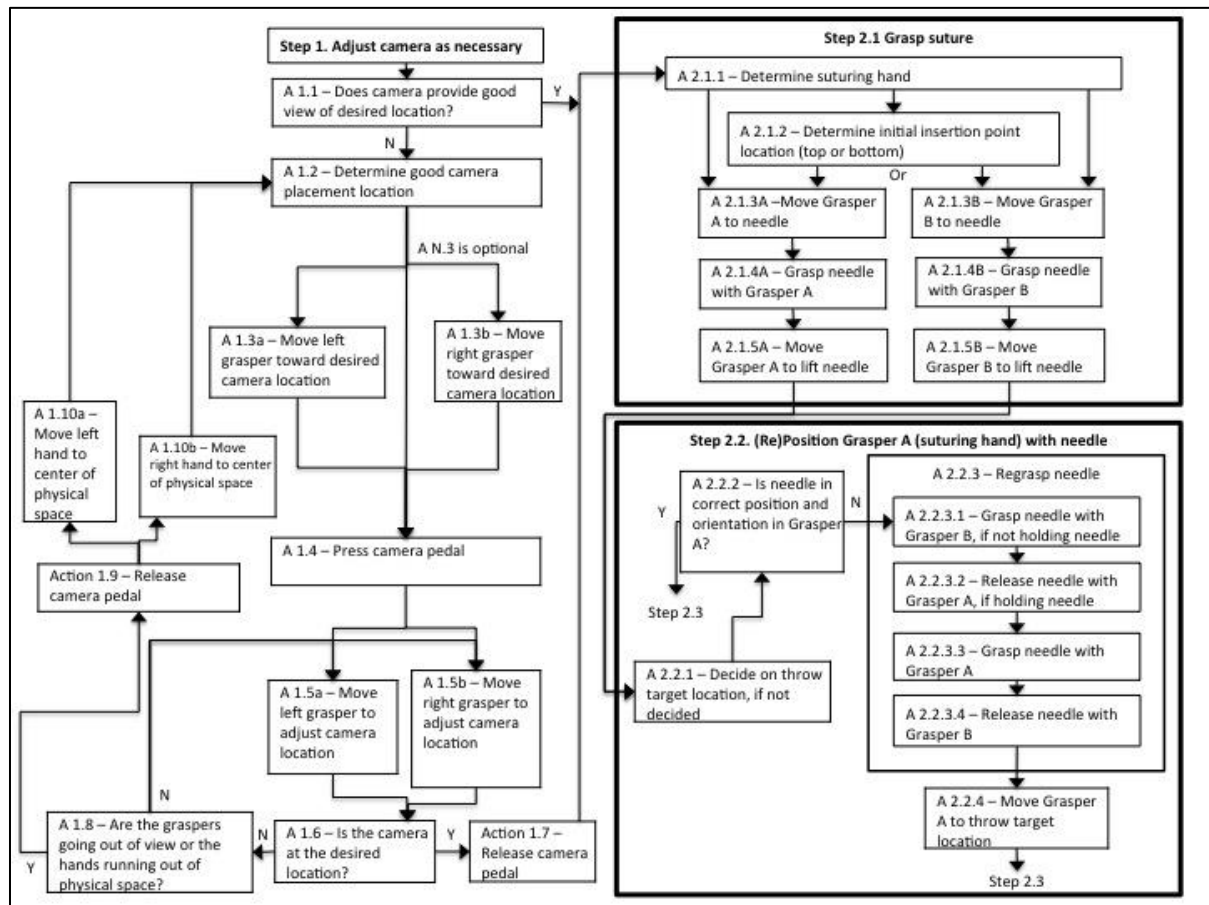 Step 1. Adjust camera as necessary
A 1.1 – Does camera provide good
view of desired location?
Y
N
A 1.2 – Determine good camera
placement location
A N.3 is optional
A 1.3a – Move left
grasper toward desired
camera location
A 1.3b – Move
right grasper
toward desired
camera location
A 1.10a –
Move left
hand to
center of
physical
space
A 1.10b – Move
right hand to center
of physical space
A 1.4 – Press camera pedal
Action 1.9 – Release
camera pedal
A 1.5a – Move
left grasper to
adjust camera
location
A 1.5b – Move
right grasper to
adjust camera
location
N
A 1.8 – Are the graspers
going out of view or the
hands running out of
physical space?
Y
N
A 1.6 – Is the camera
at the desired
location?
Y
Action 1.7 –
Release camera
pedal
Step 2.1 Grasp suture
A 2.1.1 – Determine suturing hand
A 2.1.2 – Determine initial insertion point
location (top or bottom)
Or
A 2.1.3A –Move Grasper
A to needle
A 2.1.3B – Move Grasper
B to needle
A 2.1.4A – Grasp needle
with Grasper A
A 2.1.4B – Grasp needle
with Grasper B
A 2.1.5A – Move
Grasper A to lift needle
A 2.1.5B – Move
Grasper B to lift needle
Step 2.2. (Re)Position Grasper A (suturing hand) with needle
A 2.2.2 – Is needle in
correct position and
orientation in Grasper
A?
Y
N
Step 2.3
A 2.2.1 – Decide on throw
target location, if not
decided
A 2.2.3 – Regrasp needle
A 2.2.3.1 – Grasp needle with
Grasper B, if not holding needle
A 2.2.3.2 – Release needle with
Grasper A, if holding needle
A 2.2.3.3 – Grasp needle with
Grasper A
A 2.2.3.4 – Release needle with
Grasper B
A 2.2.4 – Move Grasper
A to throw target
location
Step 2.3